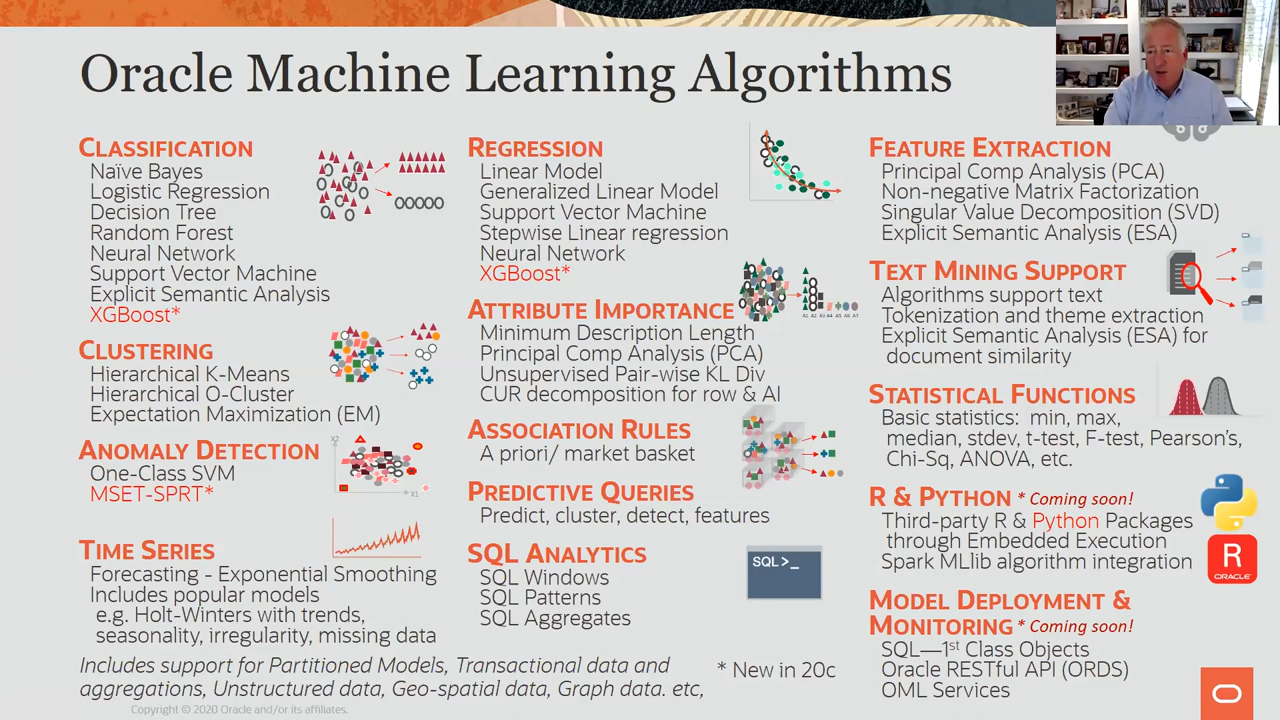 Oracle Machine Learning Algorithms
CLASSIFICATION
Naïve Bayes
Logistic Regression
Decision Tree
Random Forest
Neural Network
Support Vector Machine
Explicit Semantic Analysis
XGBoost*
CLUSTERING
Hierarchical K-Means
Hierarchical O-Cluster
Expectation Maximization (EM)
ANOMALY DETECTION
One-Class SVM
MSET-SPRT*
X2
X1
TIME SERIES
Forecasting - Exponential Smoothing
Includes popular models
e.g. Holt-Winters with trends,
seasonality, irregularity, missing data
REGRESSION
Linear Model
Generalized Linear Model
Support Vector Machine
Stepwise Linear regression
Neural Network
XGBoost*
ATTRIBUTE IMPORTANCE
A1 A2 A3 A4 A5 A6 A7
Minimum Description Length
Principal Comp Analysis (PCA)
Unsupervised Pair-wise KL Div
CUR decomposition for row & AI
ASSOCIATION RULES
A priori/ market basket
PREDICTIVE QUERIES
Predict, cluster, detect, features
SQL ANALYTICS
SQL Windows
SQL Patterns
SQL Aggregates
SQL>_
FEATURE EXTRACTION
Principal Comp Analysis (PCA)
Non-negative Matrix Factorization
Singular Value Decomposition (SVD)
Explicit Semantic Analysis (ESA)
TEXT MINING SUPPORT
Algorithms support text
Tokenization and theme extraction
Explicit Semantic Analysis (ESA) for
document similarity
STATISTICAL FUNCTIONS
Basic statistics: min, max,
median, stdev, t-test, F-test, Pearson's,
Chi-Sq, ANOVA, etc.
R & PYTHON * Coming soon!
Third-party R & Python Packages
through Embedded Execution
Spark MLlib algorithm integration
R
ORACLE
MODEL DEPLOYMENT &
MONITORING * Coming soon!
SQL—1st Class Objects
Oracle RESTful API (ORDS)
OML Services
Includes support for Partitioned Models, Transactional data and
aggregations, Unstructured data, Geo-spatial data, Graph data. etc,
* New in 20c
Copyright © 2020 Oracle and/or its affiliates.